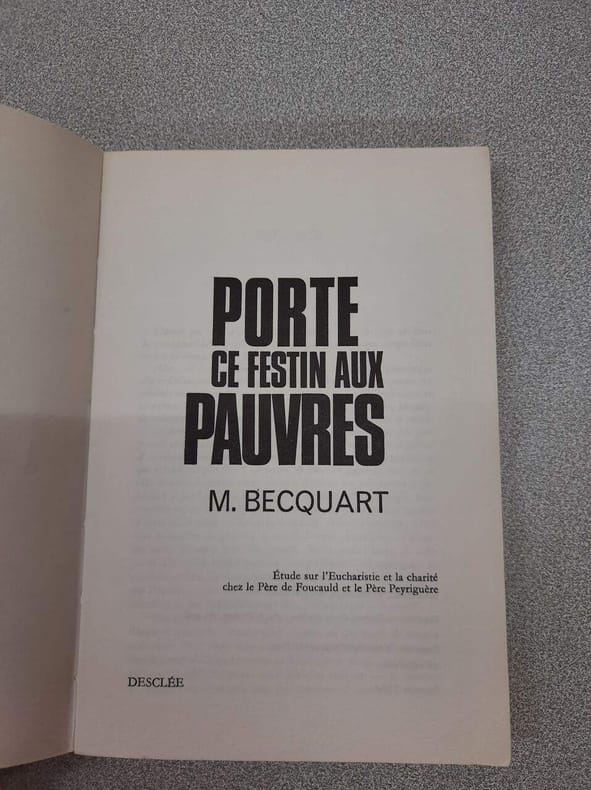 PORTE
CE FESTIN AUX
PAUVRES
M. BECQUART
Étude sur l'Eucharistie et la charité
chez le Père de Foucauld et le Père Peyriguère
DESCLÉE